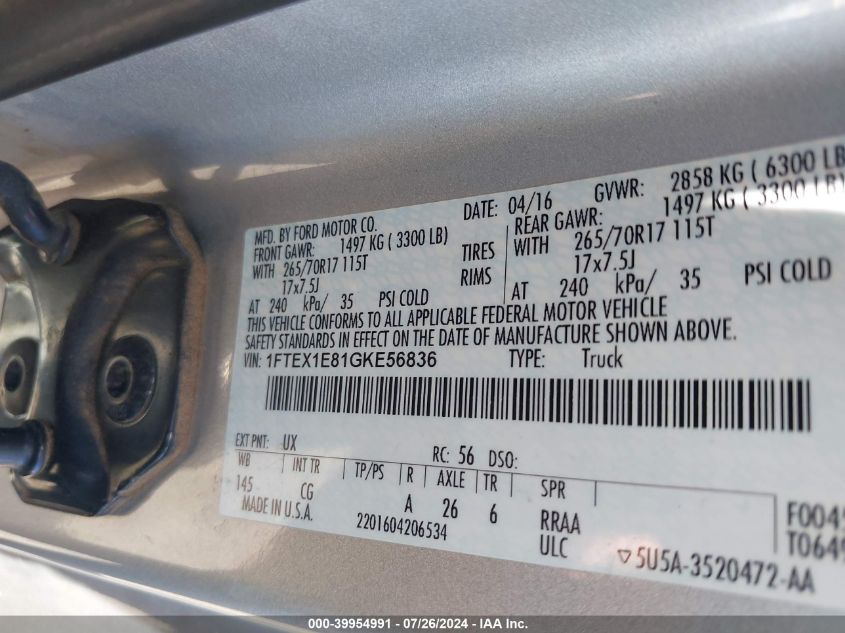 MFD. BY FORD MOTOR CO.
DATE: 04/16 GVWR: 2858 KG ( 6300 LB
FRONT GAWR: 1497 KG ( 3300 LB)
REAR GAWR: 1497 KG ( 3300 LB)
WITH 265/70R17 115T TIRES WITH 265/70R17 115T
17x7.5J RIMS 17x7.5J
AT 240 kPa/ 35 PSI COLD AT 240 kPa/ 35 PSI COLD
THIS VEHICLE CONFORMS TO ALL APPLICABLE FEDERAL MOTOR VEHICLE
SAFETY STANDARDS IN EFFECT ON THE DATE OF MANUFACTURE SHOWN ABOVE.
VIN: 1FTEX1E81GKE56836 TYPE: Truck
EXT PNT: UX RC: 56 DSO:
WB INT TR TP/PS R AXLE TR SPR
145 CG A 26 6 RRAA
MADE IN U.S.A. 2201604206534 ULC
F0049
T0649
▽5U5A-3520472-AA
000-39954991 / 07/26/2024 - IAA Inc.